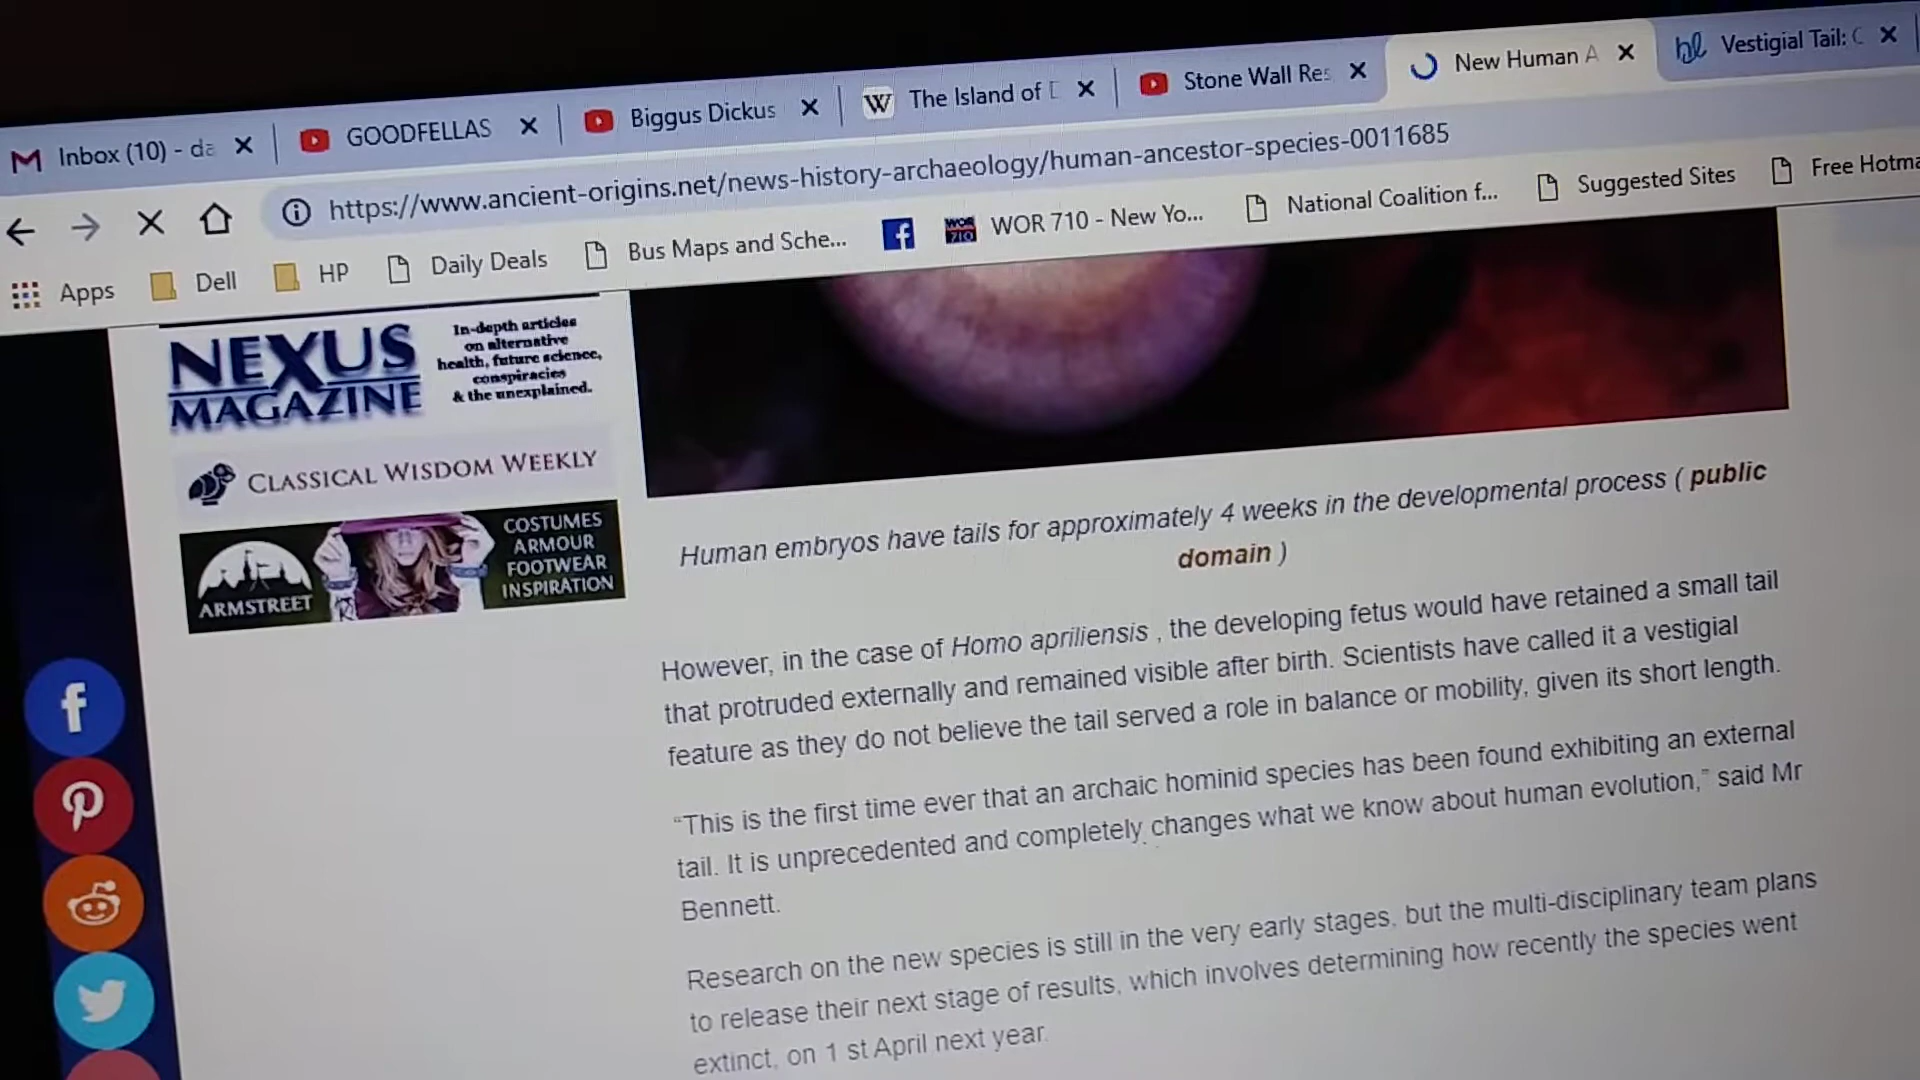 Inbox (10) - da
GOODFELLAS
Biggus Dickus
The Island of D
Stone Wall Res
New Human A
Vestigial Tail: C
https://www.ancient-origins.net/news-history-archaeology/human-ancestor-species-0011685
Apps
Dell
HP
Daily Deals
Bus Maps and Sche...
WOR 710 - New Yo...
National Coalition f...
Suggested Sites
Free Hotma
NEXUS
MAGAZINE
In-depth articles
on alternative
health, future science,
conspiracies
& the unexplained.
CLASSICAL WISDOM WEEKLY
ARMSTREET
COSTUMES
ARMOUR
FOOTWEAR
INSPIRATION
Human embryos have tails for approximately 4 weeks in the developmental process ( public
domain )
However, in the case of Homo apriliensis , the developing fetus would have retained a small tail
that protruded externally and remained visible after birth. Scientists have called it a vestigial
feature as they do not believe the tail served a role in balance or mobility, given its short length.
“This is the first time ever that an archaic hominid species has been found exhibiting an external
tail. It is unprecedented and completely changes what we know about human evolution,” said Mr
Bennett.
Research on the new species is still in the very early stages, but the multi-disciplinary team plans
to release their next stage of results, which involves determining how recently the species went
extinct, on 1 st April next year.